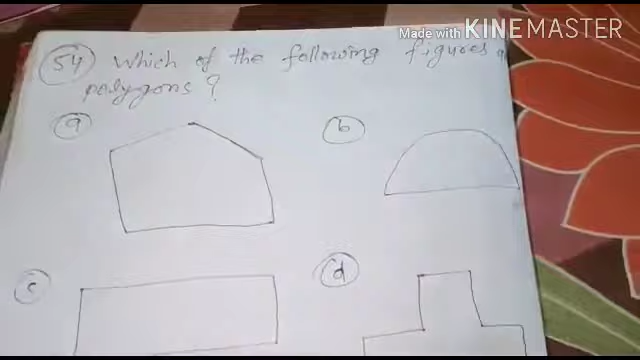 Made with KINEMASTER
54 Which of the following figures
polygons ?
a
b
c
d